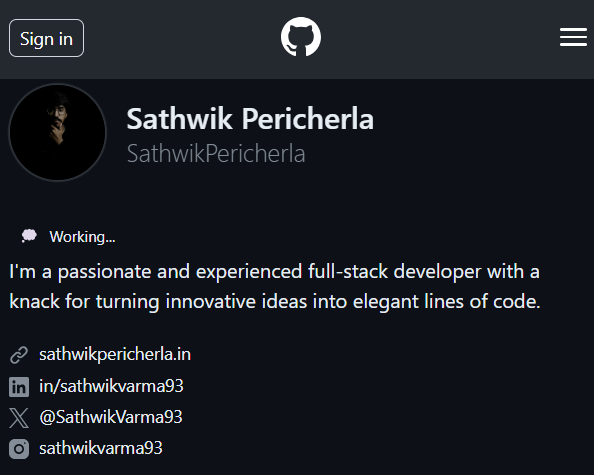 Sign in
Sathwik Pericherla
SathwikPericherla
Working...
I'm a passionate and experienced full-stack developer with a
knack for turning innovative ideas into elegant lines of code.
sathwikpericherla.in
in/sathwikvarma93
@SathwikVarma93
sathwikvarma93